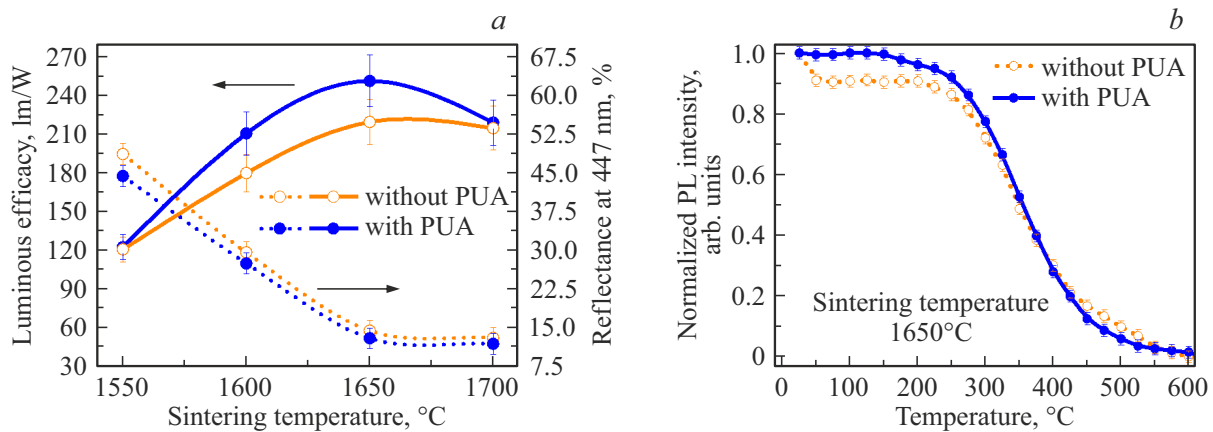 a
270
240
210
180
150
120
90
60
30
Luminous efficacy, lm/W
67.5
60.0
52.5
45.0
37.5
30.0
22.5
15.0
7.5
Reflectance at 447 nm, %
without PUA
with PUA
1550
1600
1650
1700
Sintering temperature, °C
b
1.0
0.8
0.6
0.4
0.2
0
Normalized PL intensity,
arb. units
without PUA
with PUA
Sintering temperature
1650°C
0
100
200
300
400
500
600
Temperature, °C